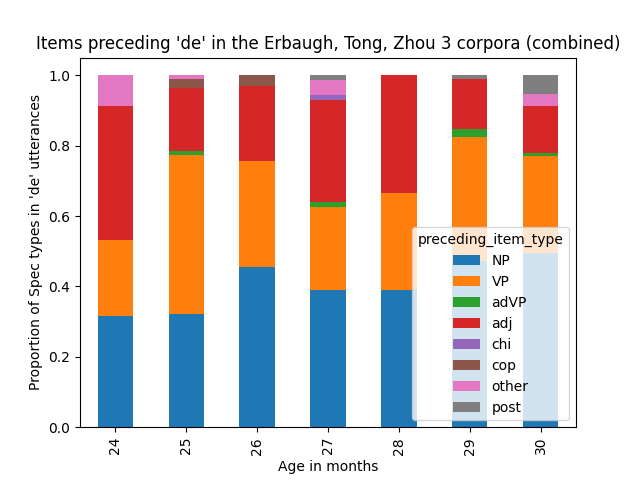 Items preceding 'de' in the Erbaugh, Tong, Zhou 3 corpora (combined)
Proportion of Spec types in 'de' utterances
1.0
0.8
0.6
0.4
0.2
0.0
preceding_item_type
NP
VP
adVP
adj
chi
cop
other
post
24 25 26 27 28 29 30
Age in months